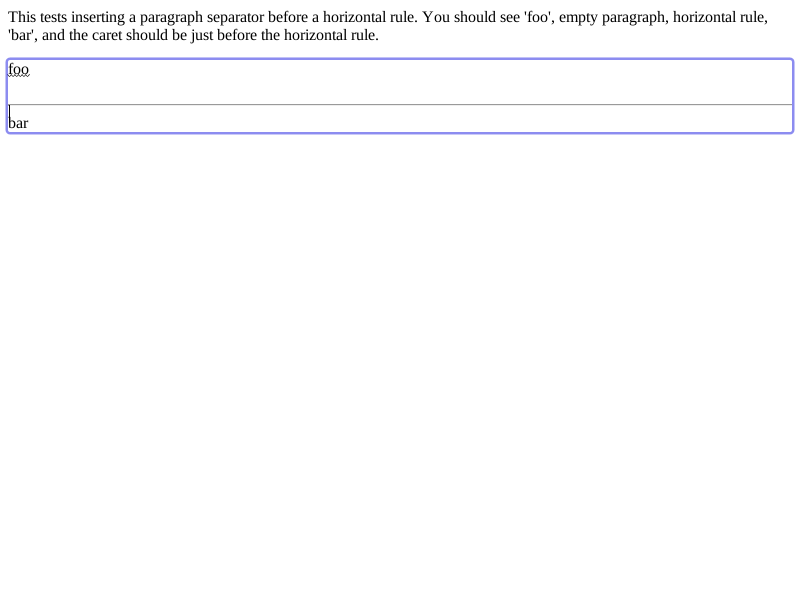 This tests inserting a paragraph separator before a horizontal rule. You should see 'foo', empty paragraph, horizontal rule,
'bar', and the caret should be just before the horizontal rule.
foo
bar